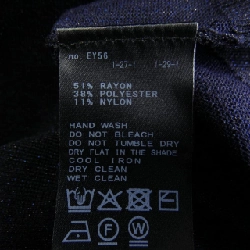 no. EY56
51% RAYON
38% POLYESTER
11% NYLON
HAND WASH
DO NOT BLEACH
DO NOT TUMBLE DRY
DRY FLAT IN THE SHADE
COOL IRON
DRY CLEAN
WET CLEAN